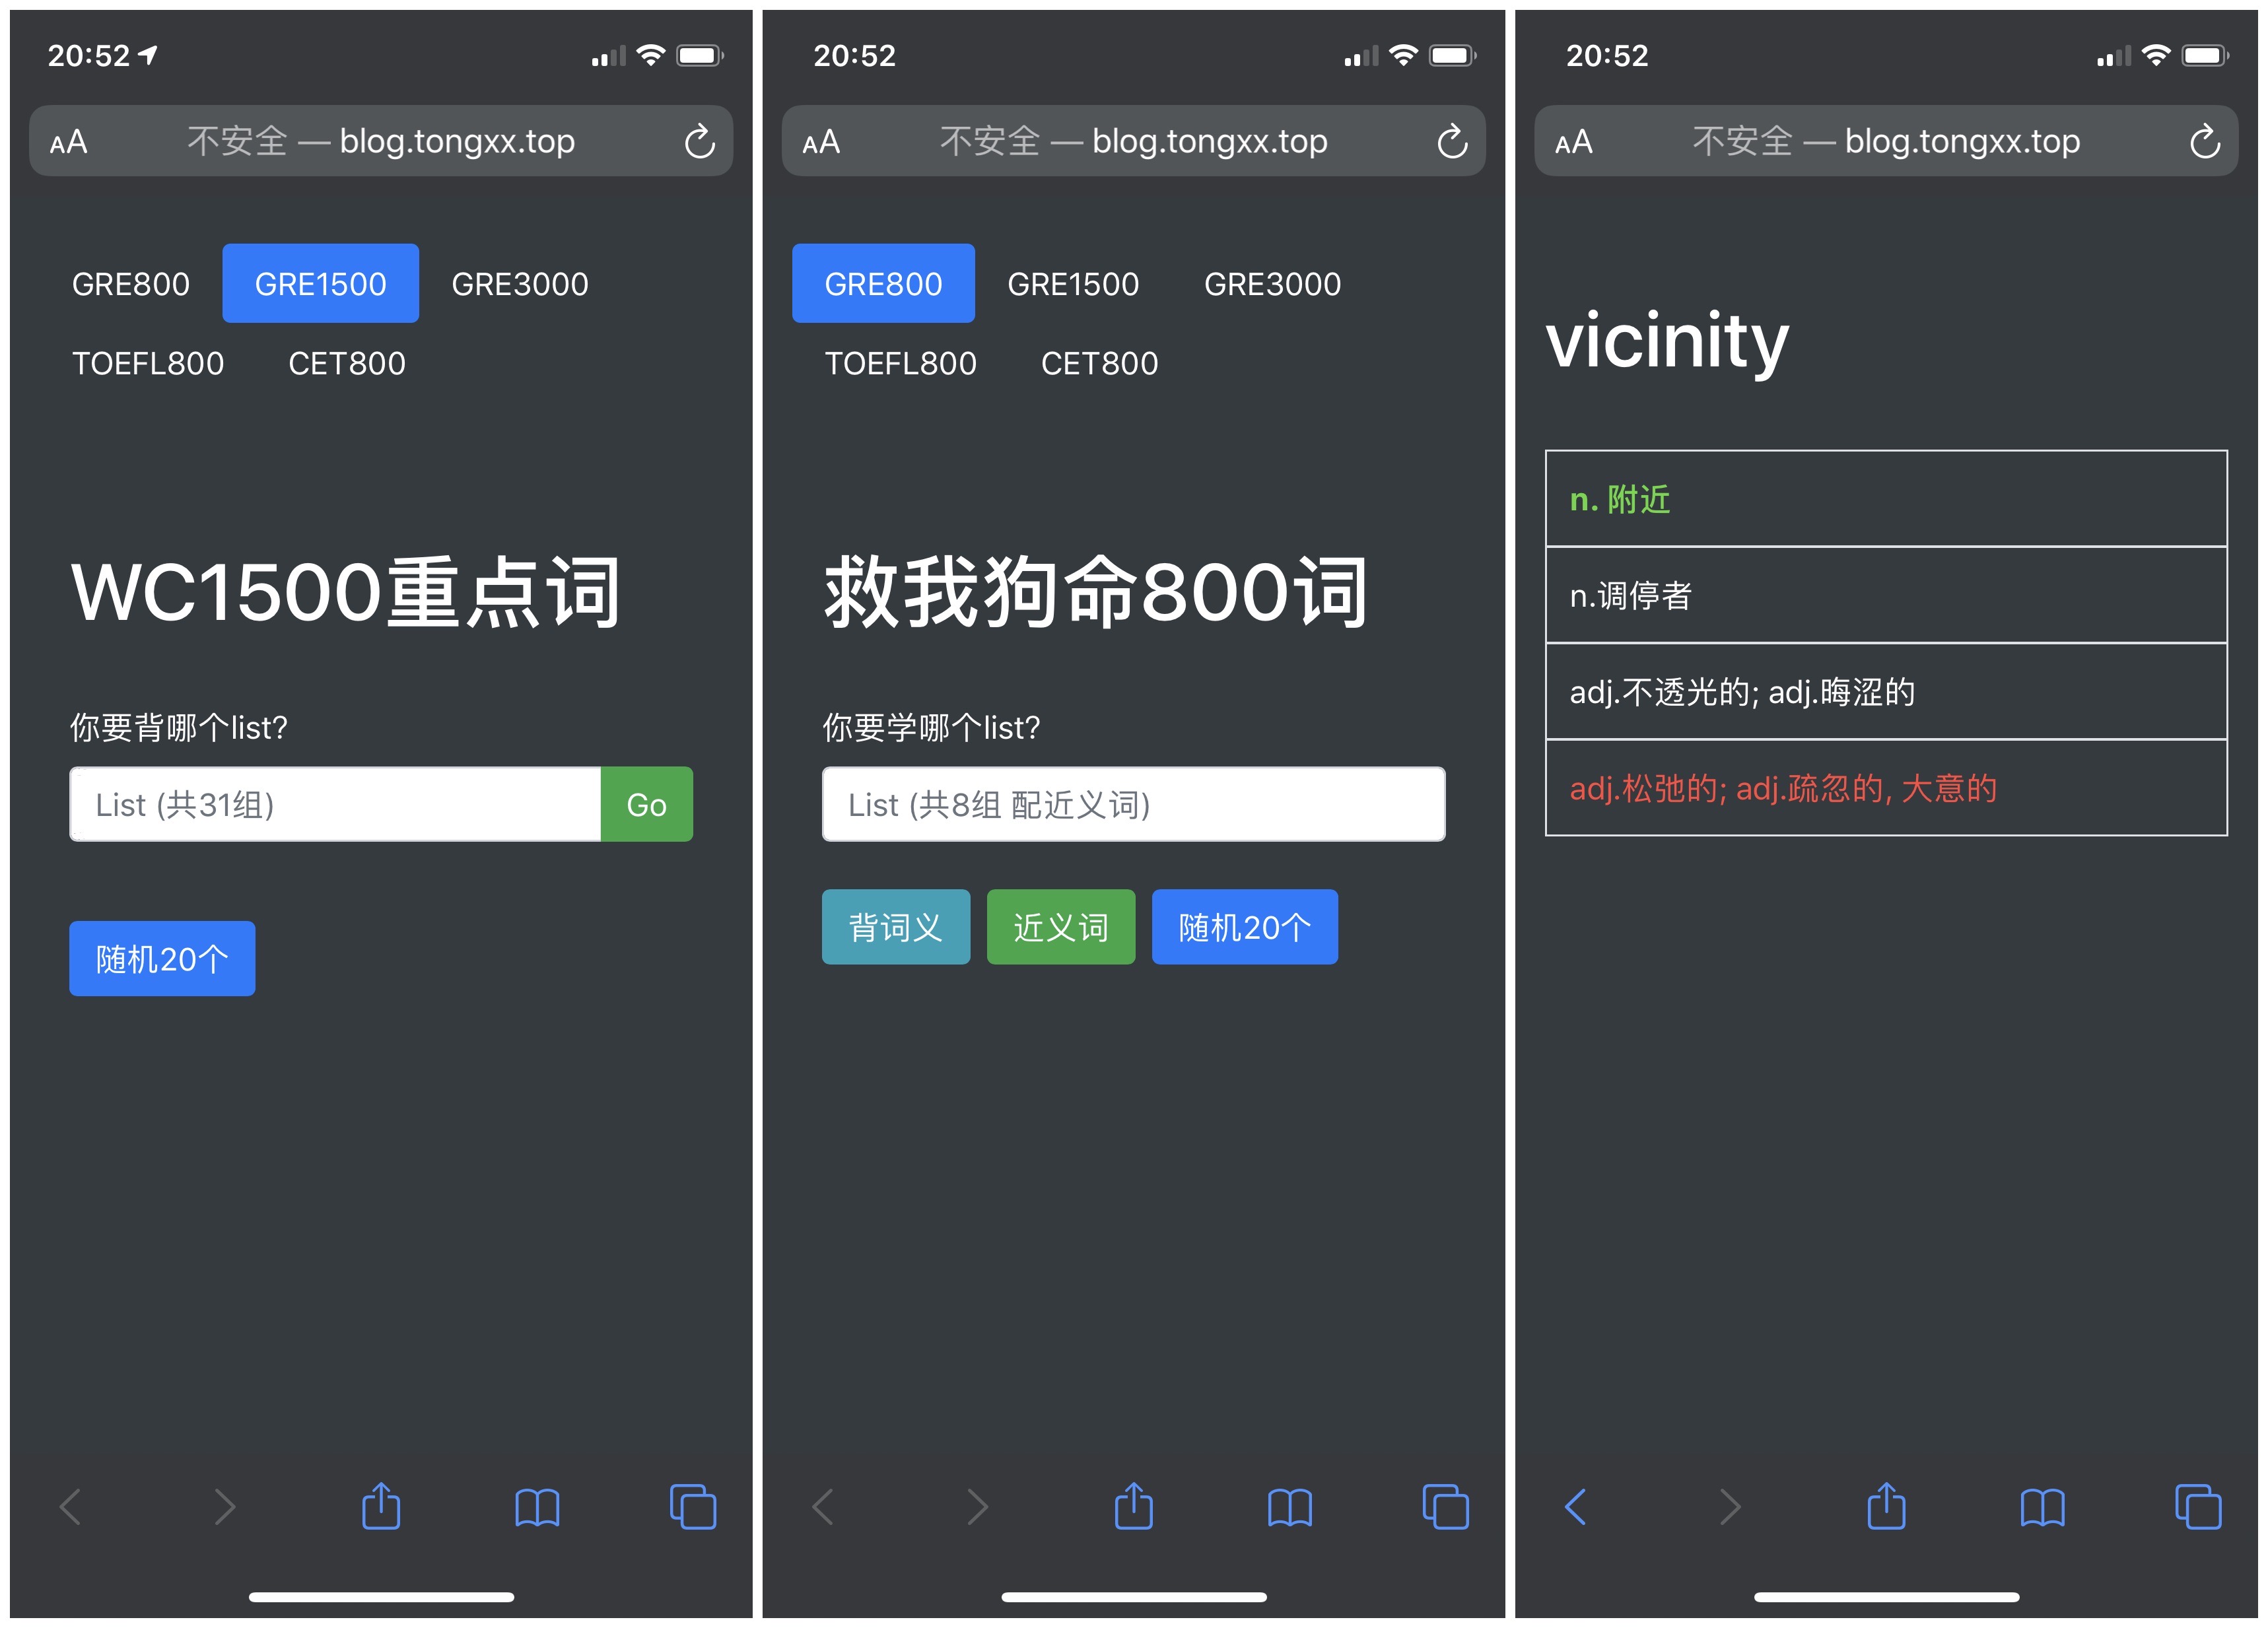 20:52
AA 不安全 — blog.tongxx.top
GRE800 GRE1500 GRE3000
TOEFL800 CET800
WC1500重点词
你要背哪个list?
List (共31组) Go
随机20个
20:52
AA 不安全 — blog.tongxx.top
GRE800 GRE1500 GRE3000
TOEFL800 CET800
救我狗命800词
你要学哪个list?
List (共8组 配近义词)
背词义 近义词 随机20个
20:52
AA 不安全 — blog.tongxx.top
vicinity
n. 附近
n.调停者
adj.不透光的; adj.晦涩的
adj.松弛的; adj.疏忽的, 大意的